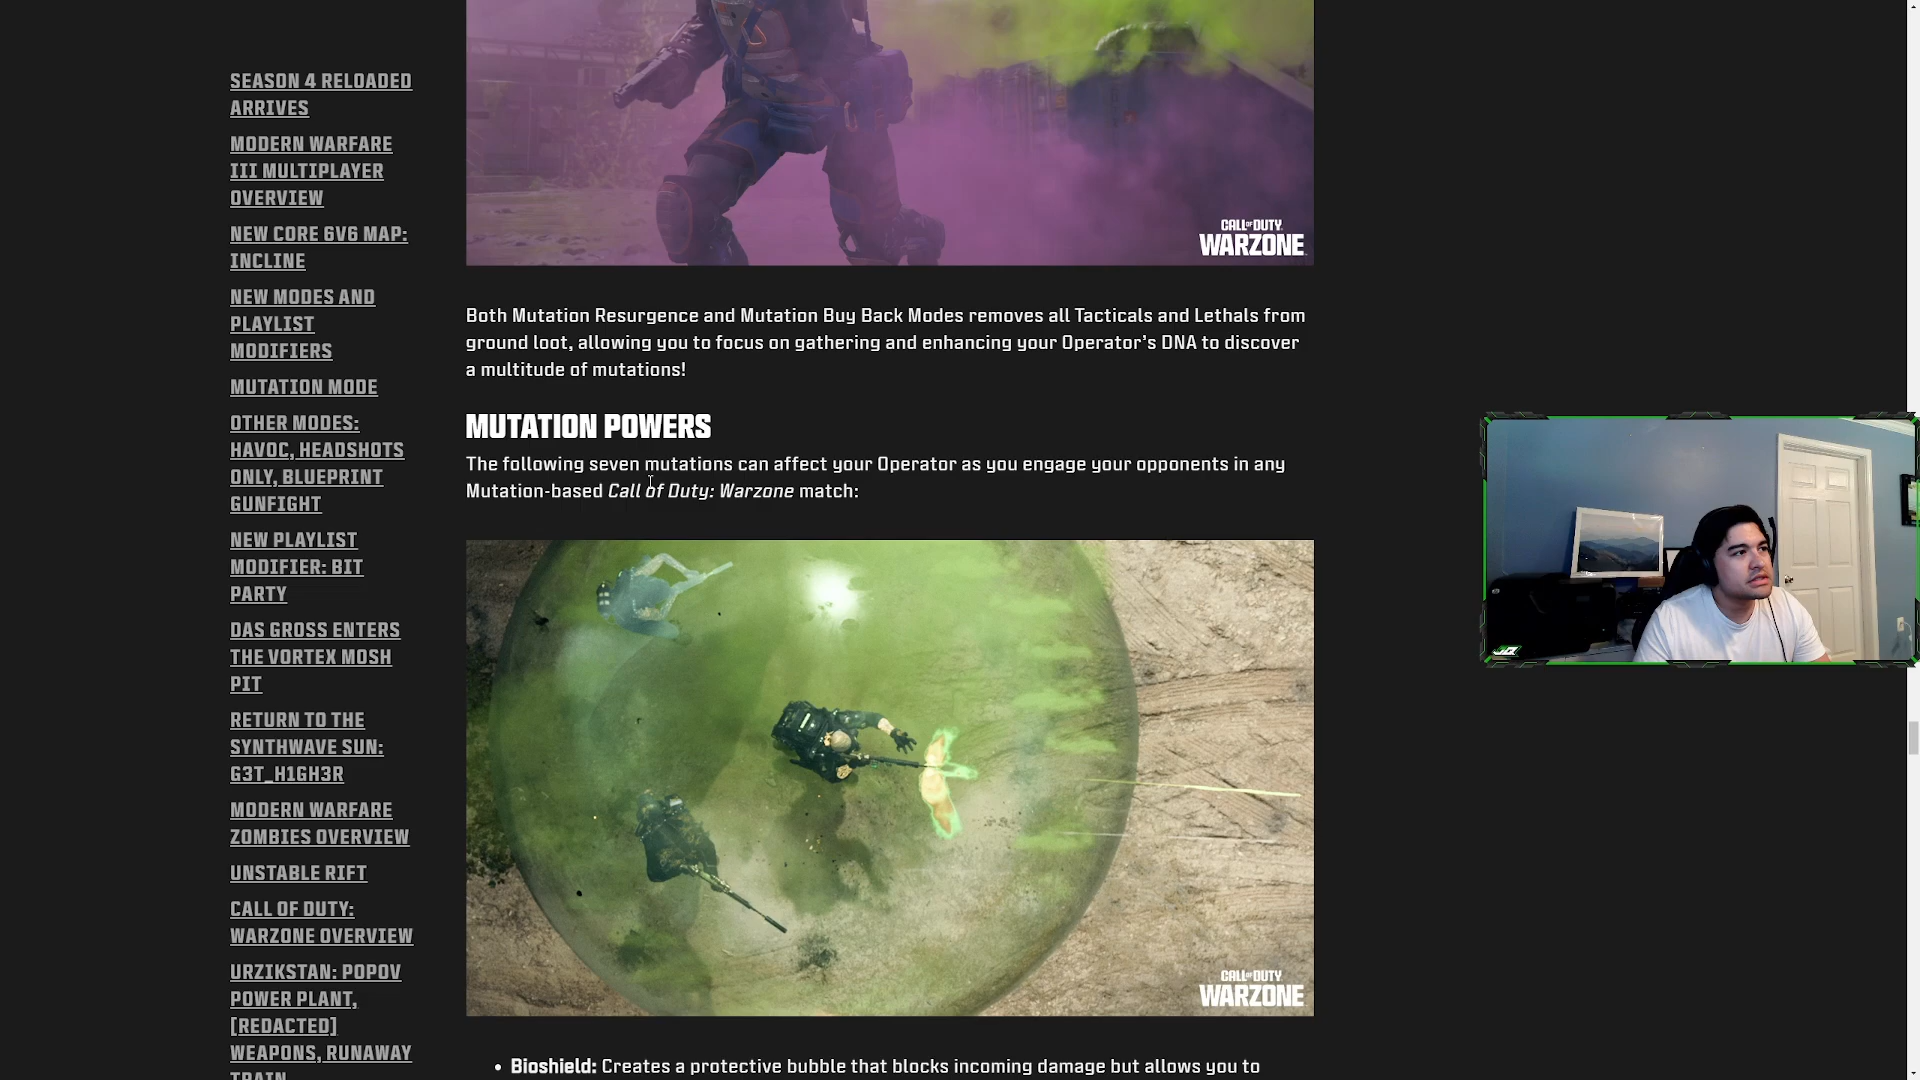 SEASON 4 RELOADED
ARRIVES
MODERN WARFARE
III MULTIPLAYER
OVERVIEW
NEW CORE 6V6 MAP:
INCLINE
NEW MODES AND
PLAYLIST
MODIFIERS
MUTATION MODE
OTHER MODES:
HAVOC, HEADSHOTS
ONLY, BLUEPRINT
GUNFIGHT
NEW PLAYLIST
MODIFIER: BIT
PARTY
DAS GROSS ENTERS
THE VORTEX MOSH
PIT
RETURN TO THE
SYNTHWAVE SUN:
G3T_H1GH3R
MODERN WARFARE
ZOMBIES OVERVIEW
UNSTABLE RIFT
CALL OF DUTY:
WARZONE OVERVIEW
URZIKSTAN: POPOV
POWER PLANT,
[REDACTED]
WEAPONS, RUNAWAY
TRAIN
CALL OF DUTY
WARZONE
Both Mutation Resurgence and Mutation Buy Back Modes removes all Tacticals and Lethals from
ground loot, allowing you to focus on gathering and enhancing your Operator's DNA to discover
a multitude of mutations!
MUTATION POWERS
The following seven mutations can affect your Operator as you engage your opponents in any
Mutation-based Call of Duty: Warzone match:
CALL OF DUTY
WARZONE
• Bioshield: Creates a protective bubble that blocks incoming damage but allows you to